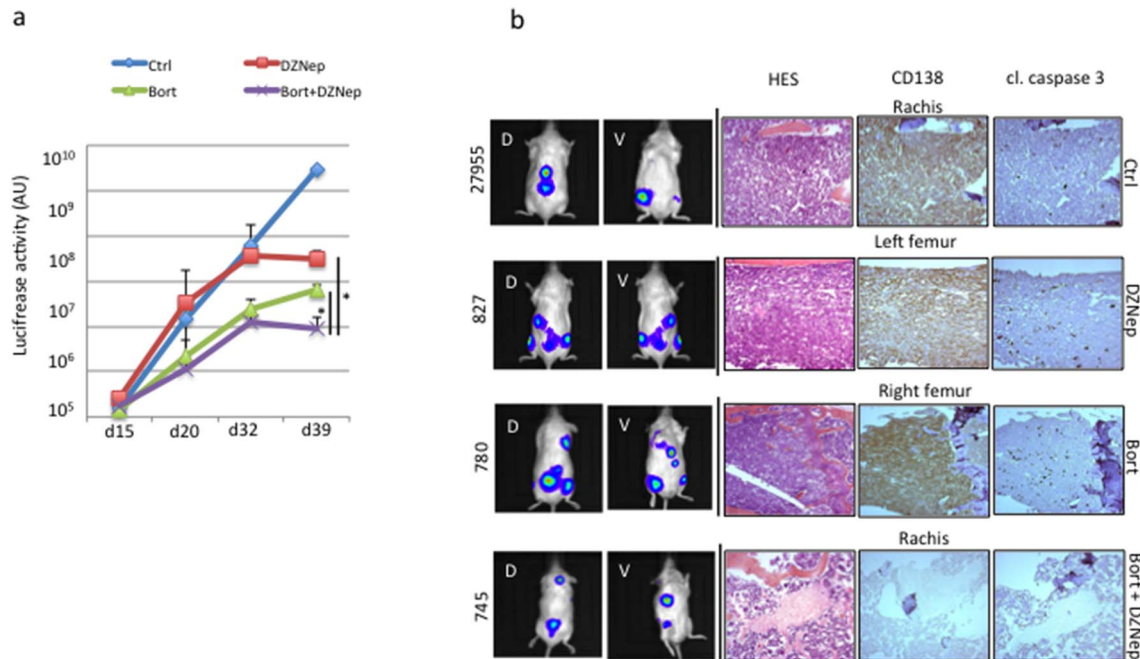 a
b
Ctrl
DZNep
Bort
Bort+DZNep
Lucifrease activity (AU)
10^10
10^9
10^8
10^7
10^6
10^5
d15 d20 d32 d39
*
*
HES CD138 cl. caspase 3
Rachis
27955
D
V
Ctrl
Left femur
827
D
V
DZNep
Right femur
780
D
V
Bort
Rachis
745
D
V
Bort + DZNep